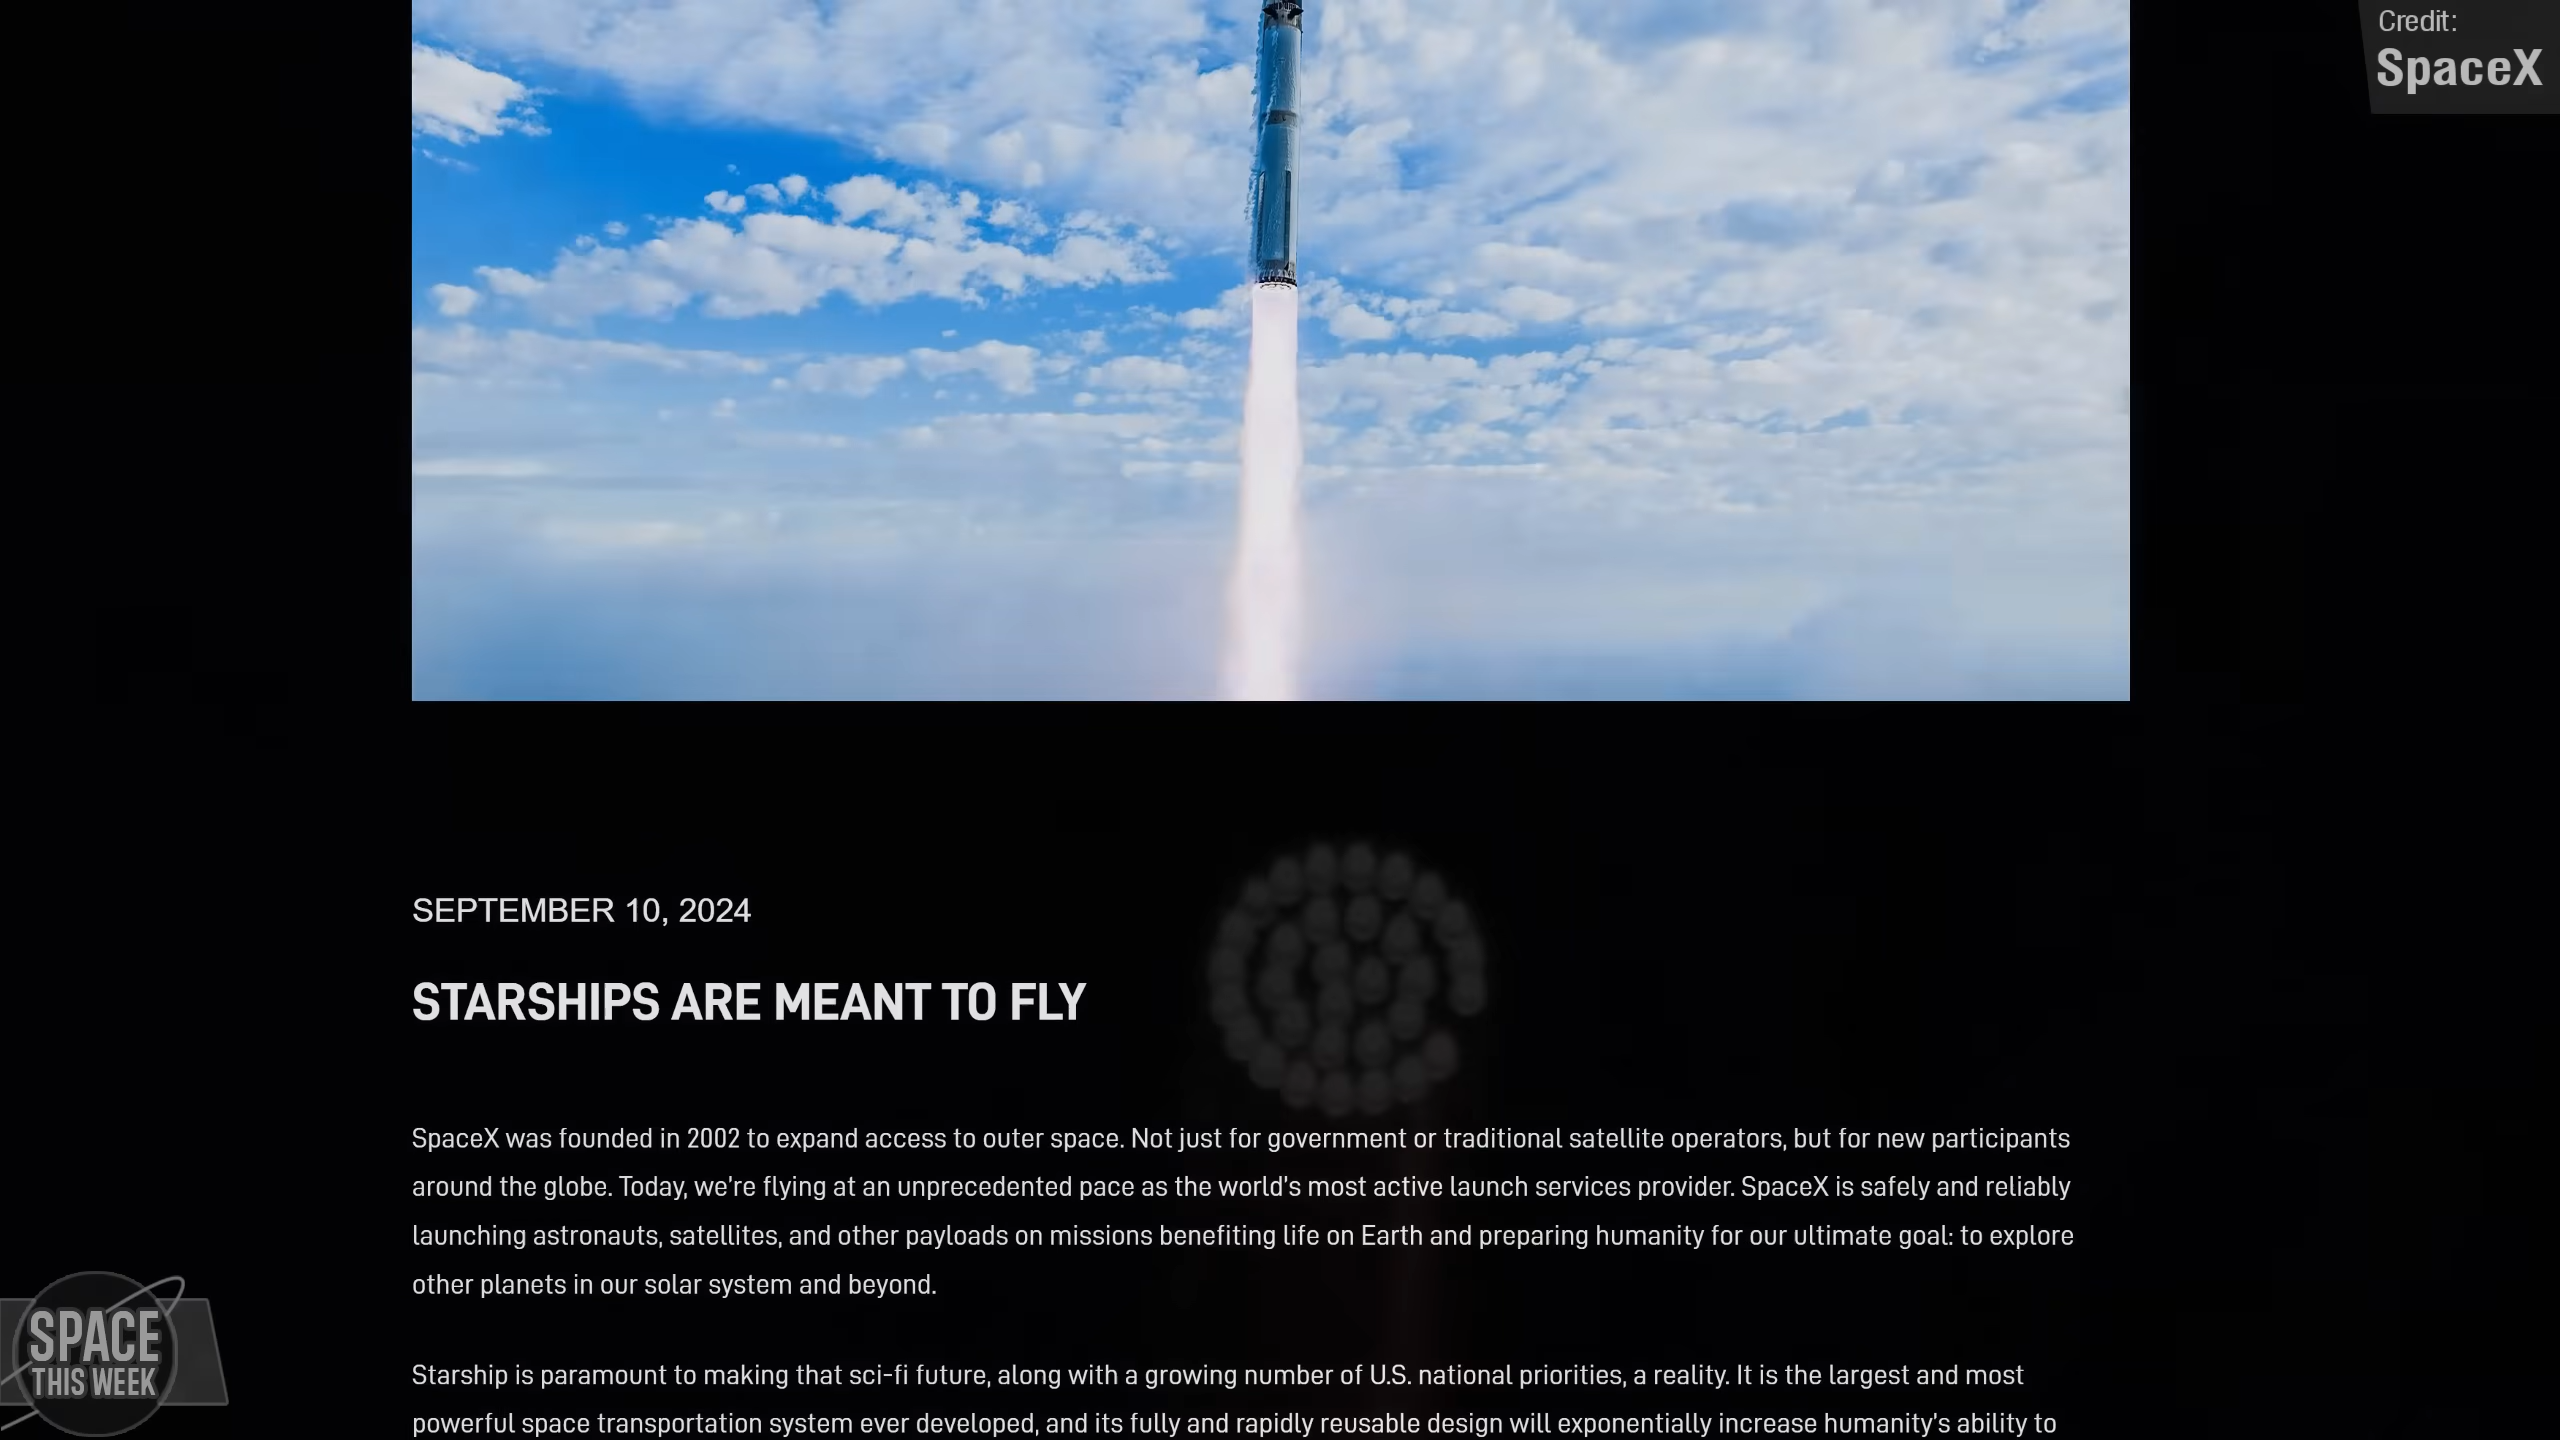 Credit:
SpaceX
SEPTEMBER 10, 2024
STARSHIPS ARE MEANT TO FLY
SpaceX was founded in 2002 to expand access to outer space. Not just for government or traditional satellite operators, but for new participants
around the globe. Today, we’re flying at an unprecedented pace as the world’s most active launch services provider. SpaceX is safely and reliably
launching astronauts, satellites, and other payloads on missions benefiting life on Earth and preparing humanity for our ultimate goal: to explore
other planets in our solar system and beyond.
Starship is paramount to making that sci-fi future, along with a growing number of U.S. national priorities, a reality. It is the largest and most
powerful space transportation system ever developed, and its fully and rapidly reusable design will exponentially increase humanity’s ability to
SPACE
THIS WEEK